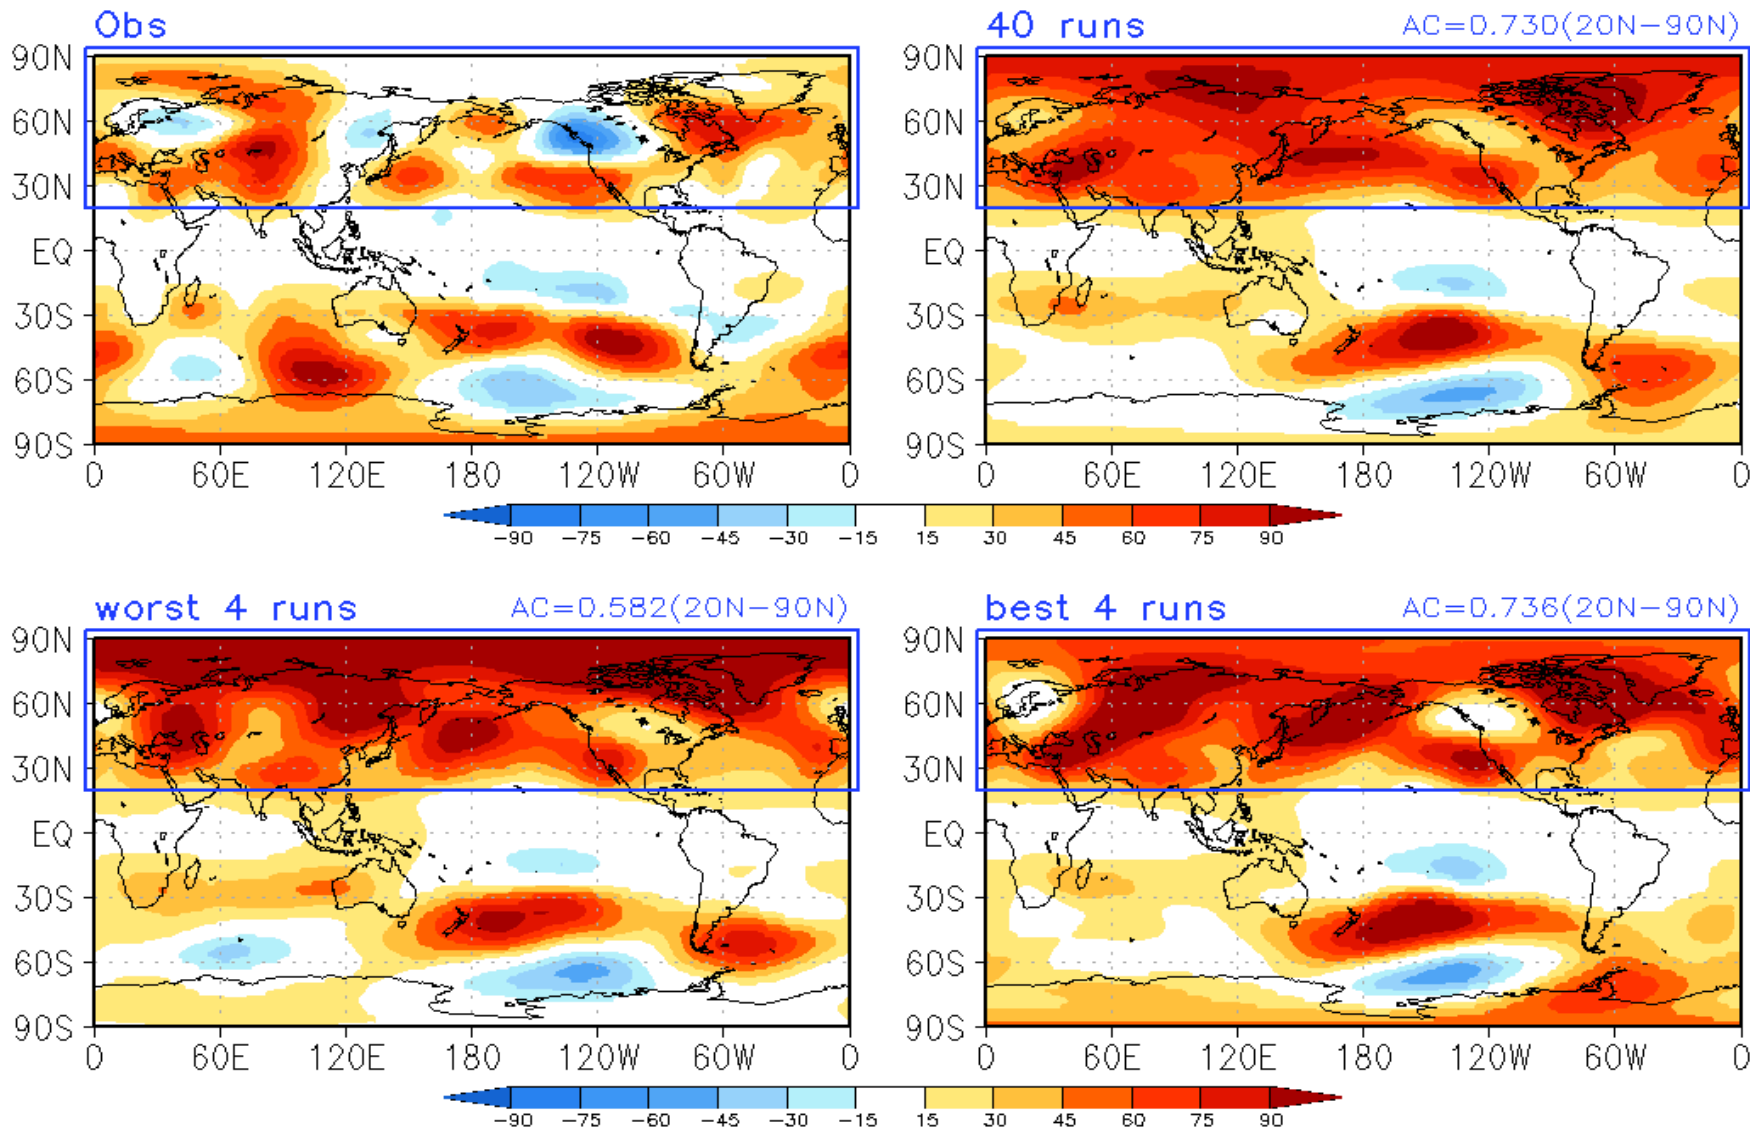 Obs
40 runs AC=0.730(20N-90N)
90N 90N
60N 60N
30N 30N
EQ EQ
30S 30S
60S 60S
90S 90S
0 60E 120E 180 120W 60W 0 0 60E 120E 180 120W 60W 0
-90 -75 -60 -45 -30 -15 15 30 45 60 75 90
worst 4 runs AC=0.582(20N-90N) best 4 runs AC=0.736(20N-90N)
90N 90N
60N 60N
30N 30N
EQ EQ
30S 30S
60S 60S
90S 90S
0 60E 120E 180 120W 60W 0 0 60E 120E 180 120W 60W 0
-90 -75 -60 -45 -30 -15 15 30 45 60 75 90